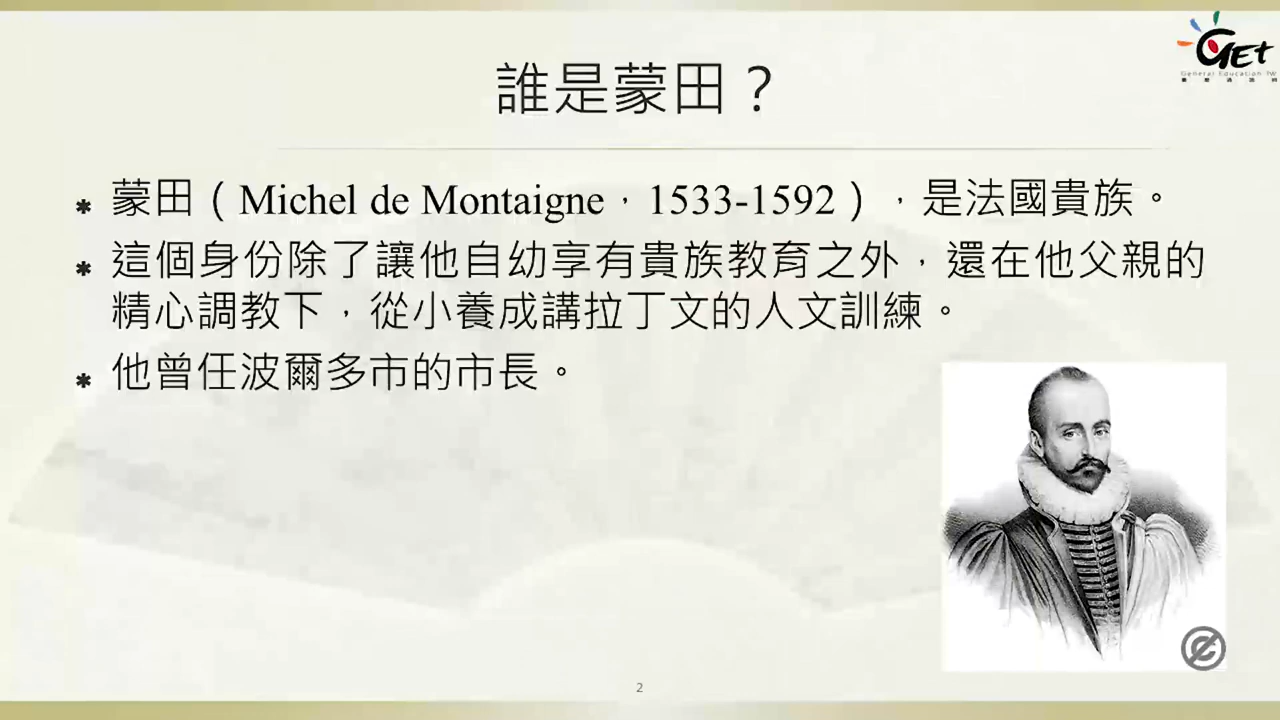 GET
General Education TW
誰是蒙田？
蒙田（Michel de Montaigne，1533-1592），是法國貴族。
這個身份除了讓他自幼享有貴族教育之外，還在他父親的
精心調教下，從小養成講拉丁文的人文訓練。
他曾任波爾多市的市長。
2